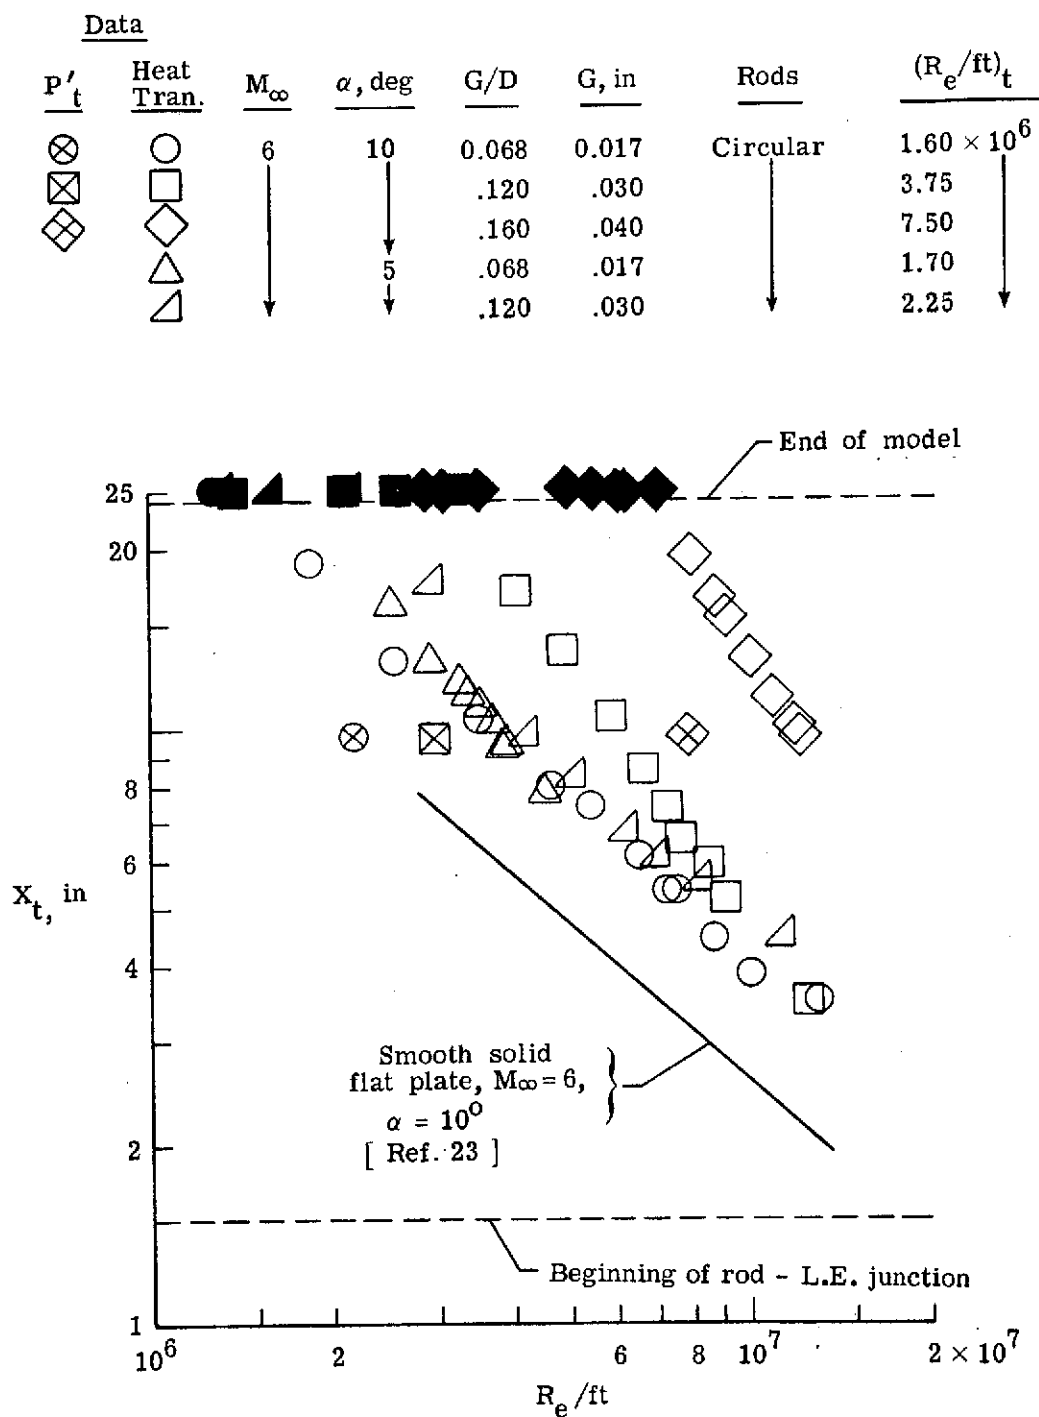 Data
P't Heat Tran. M∞ α, deg G/D G, in Rods (Re/ft)t
6 10 0.068 0.017 Circular 1.60 × 10^6
.120 .030 3.75
.160 .040 7.50
5 .068 .017 1.70
.120 .030 2.25
End of model
25
20
8
6
Xt, in
4
2
1
Smooth solid
flat plate, M∞ = 6,
α = 10°
[ Ref. 23 ]
Beginning of rod - L.E. junction
10^6 2 6 8 10^7 2 × 10^7
Re/ft